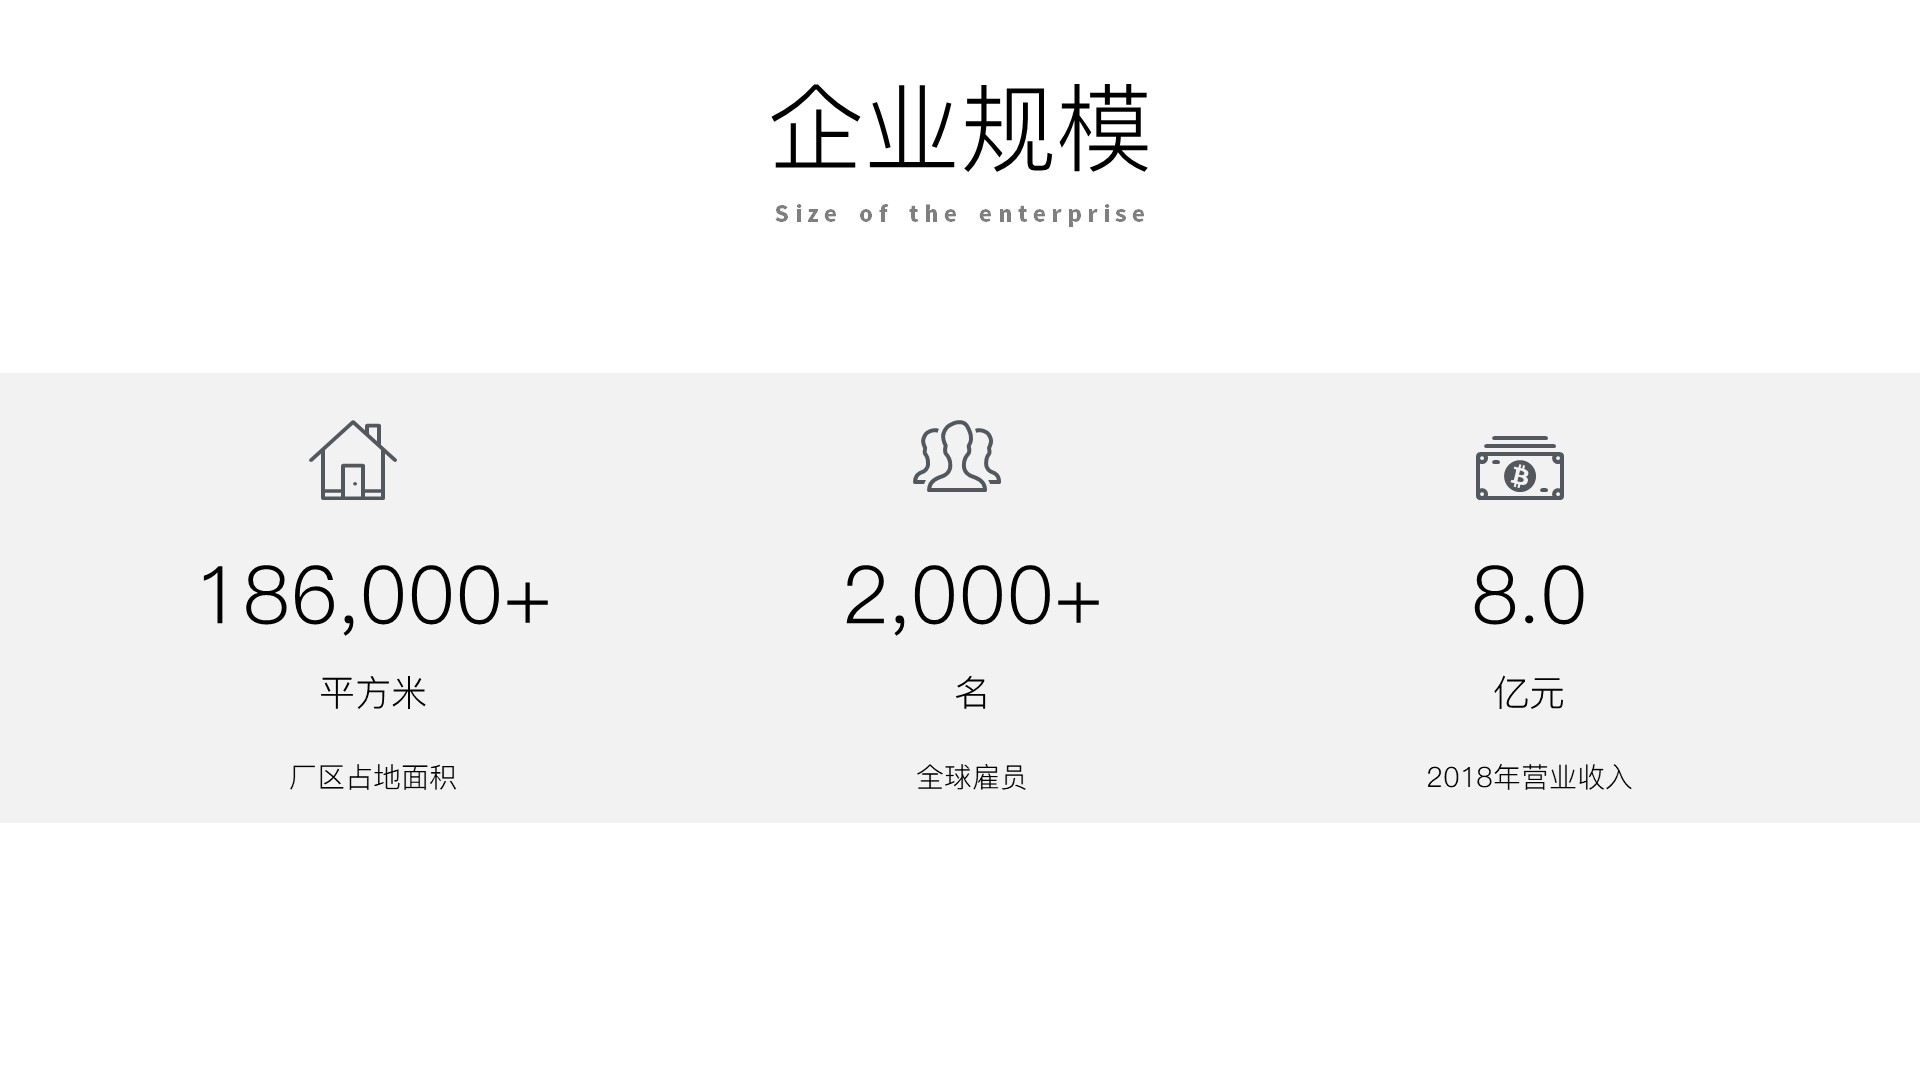 企业规模
Size of the enterprise
186,000+
2,000+
8.0
平方米
名
亿元
厂区占地面积
全球雇员
2018年营业收入